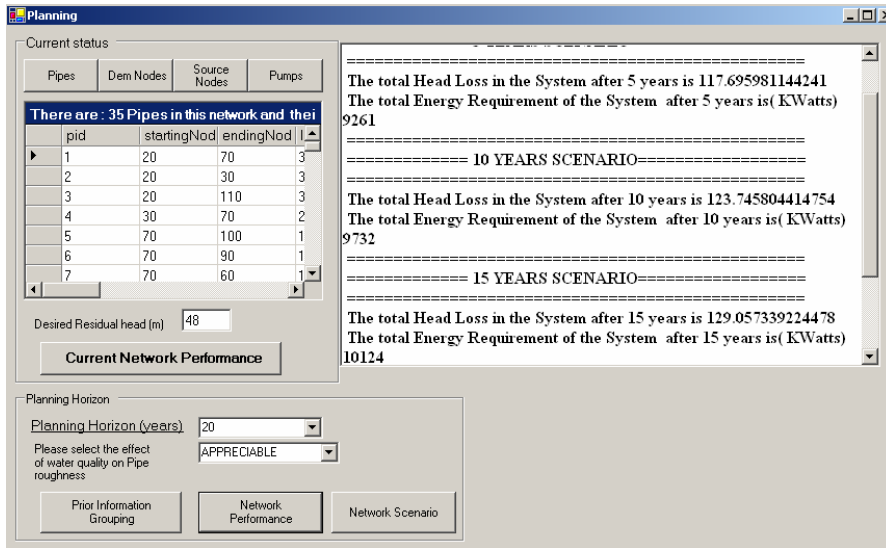 Planning
Current status
Pipes
Dem Nodes
Source
Nodes
Pumps
There are : 35 Pipes in this network and thei
pid startingNod endingNod
1 20 70 3
2 20 30 3
3 20 110 3
4 30 70 2
5 70 100 1
6 70 90 1
7 70 60 1
Desired Residual head (m) 48
Current Network Performance
==================================================
The total Head Loss in the System after 5 years is 117.695981144241
The total Energy Requirement of the System after 5 years is( KWatts)
9261
==================================================
============= 10 YEARS SCENARIO==================
==================================================
The total Head Loss in the System after 10 years is 123.745804414754
The total Energy Requirement of the System after 10 years is( KWatts)
9732
==================================================
============= 15 YEARS SCENARIO==================
==================================================
The total Head Loss in the System after 15 years is 129.057339224478
The total Energy Requirement of the System after 15 years is( KWatts)
10124
Planning Horizon
Planning Horizon (years) 20
Please select the effect
of water quality on Pipe
roughness
APPRECIABLE
Prior Information
Grouping
Network
Performance
Network Scenario